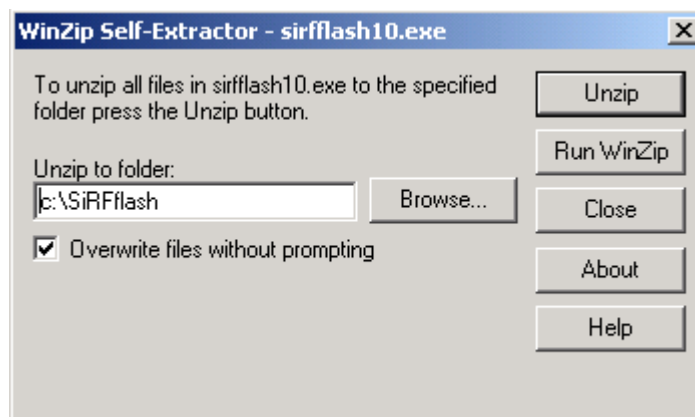 WinZip Self-Extractor - sirfflash10.exe
To unzip all files in sirfflash10.exe to the specified
folder press the Unzip button.
Unzip to folder:
c:\SiRFflash
Browse...
Overwrite files without prompting
Unzip
Run WinZip
Close
About
Help